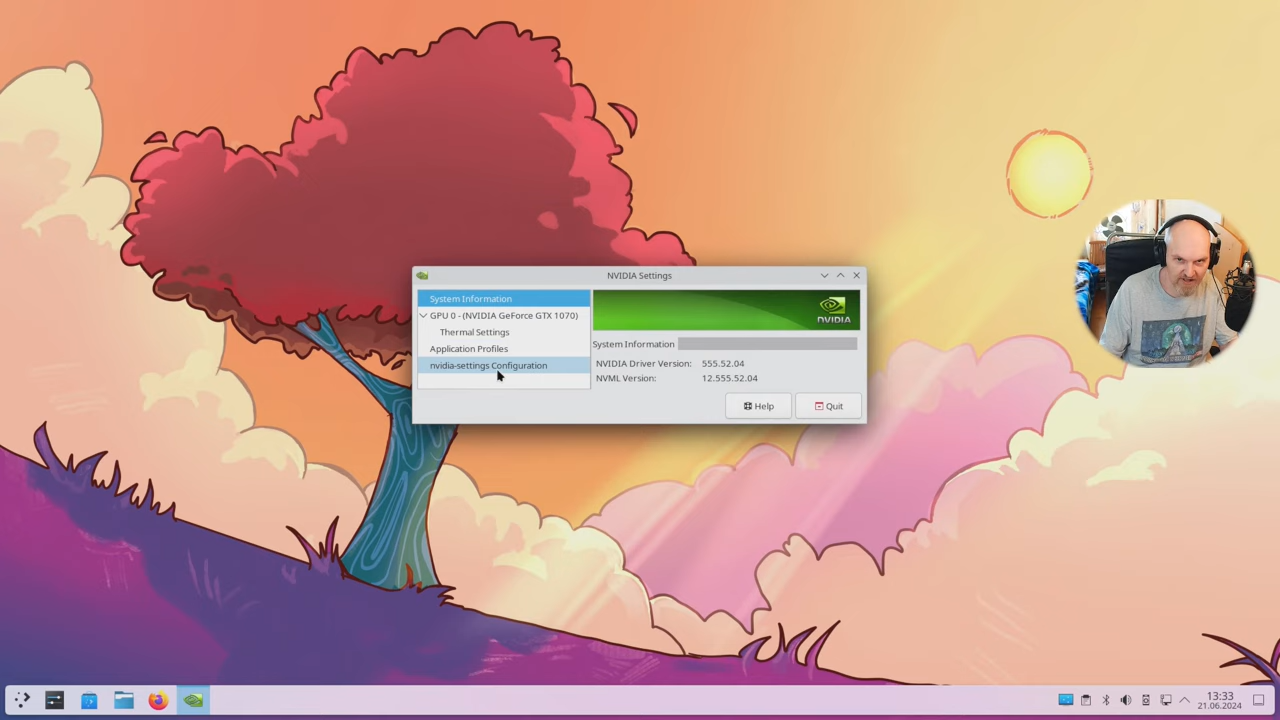 NVIDIA Settings
System Information
GPU 0 - (NVIDIA GeForce GTX 1070)
Thermal Settings
Application Profiles
nvidia-settings Configuration
NVIDIA
System Information
NVIDIA Driver Version: 555.52.04
NVML Version: 12.555.52.04
Help
Quit
13:33
21.06.2024